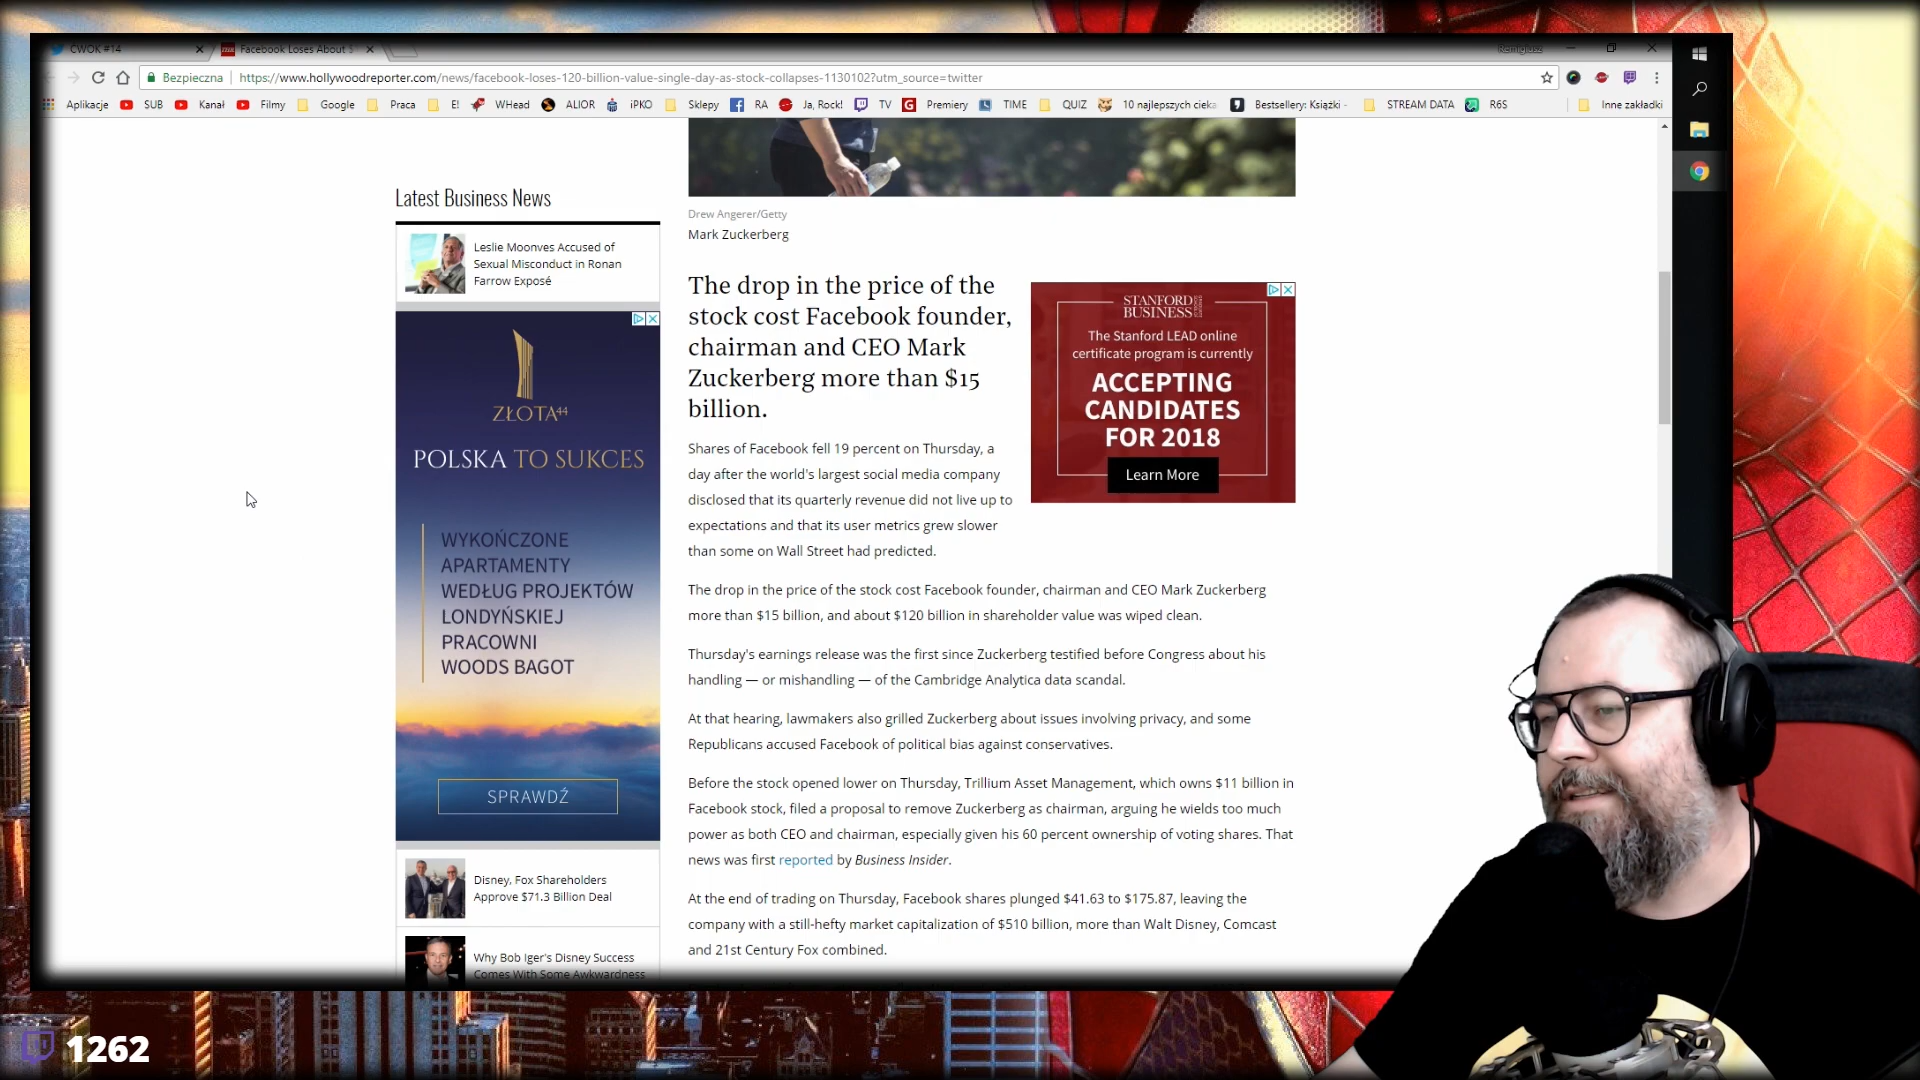 CWOK #14
Facebook Loses About $
Remigiusz
Bezpieczna
https://www.hollywoodreporter.com/news/facebook-loses-120-billion-value-single-day-as-stock-collapses-1130102?utm_source=twitter
Aplikacje SUB Kanał Filmy Google Praca E! WHead ALIOR iPKO Sklepy RA Ja, Rock! TV Premiery TIME QUIZ 10 najlepszych cieka Bestsellery: Książki - STREAM DATA R6S Inne zakładki
Latest Business News
Leslie Moonves Accused of
Sexual Misconduct in Ronan
Farrow Exposé
ZŁOTA44
POLSKA TO SUKCES
WYKOŃCZONE
APARTAMENTY
WEDŁUG PROJEKTÓW
LONDYŃSKIEJ
PRACOWNI
WOODS BAGOT
SPRAWDŹ
Disney, Fox Shareholders
Approve $71.3 Billion Deal
Why Bob Iger's Disney Success
Comes With Some Awkwardness
Drew Angerer/Getty
Mark Zuckerberg
The drop in the price of the
stock cost Facebook founder,
chairman and CEO Mark
Zuckerberg more than $15
billion.
STANFORD
BUSINESS
The Stanford LEAD online
certificate program is currently
ACCEPTING
CANDIDATES
FOR 2018
Learn More
Shares of Facebook fell 19 percent on Thursday, a
day after the world's largest social media company
disclosed that its quarterly revenue did not live up to
expectations and that its user metrics grew slower
than some on Wall Street had predicted.
The drop in the price of the stock cost Facebook founder, chairman and CEO Mark Zuckerberg
more than $15 billion, and about $120 billion in shareholder value was wiped clean.
Thursday's earnings release was the first since Zuckerberg testified before Congress about his
handling — or mishandling — of the Cambridge Analytica data scandal.
At that hearing, lawmakers also grilled Zuckerberg about issues involving privacy, and some
Republicans accused Facebook of political bias against conservatives.
Before the stock opened lower on Thursday, Trillium Asset Management, which owns $11 billion in
Facebook stock, filed a proposal to remove Zuckerberg as chairman, arguing he wields too much
power as both CEO and chairman, especially given his 60 percent ownership of voting shares. That
news was first reported by Business Insider.
At the end of trading on Thursday, Facebook shares plunged $41.63 to $175.87, leaving the
company with a still-hefty market capitalization of $510 billion, more than Walt Disney, Comcast
and 21st Century Fox combined.
1262